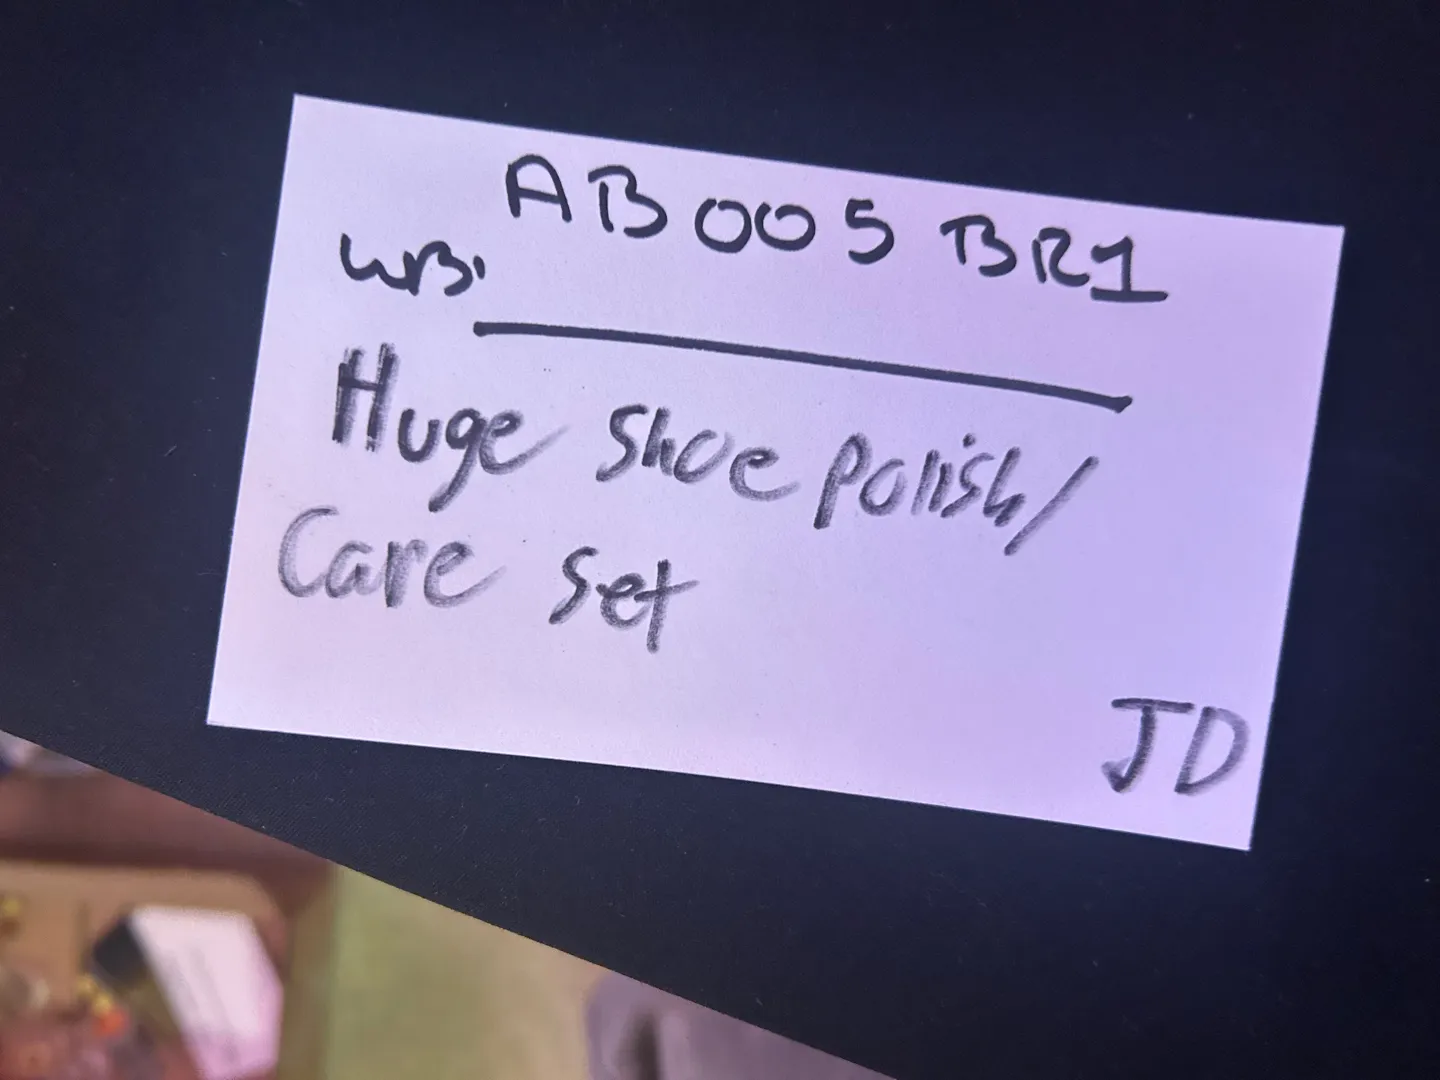 AB005BR1
WB.
Huge Shoe polish/
Care Set
JD